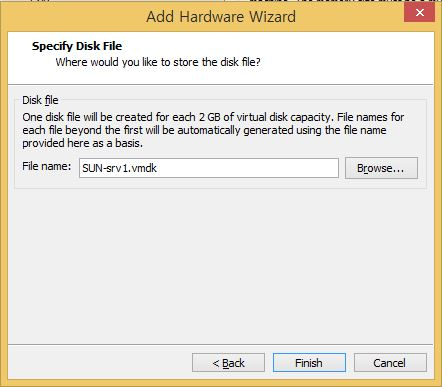 Add Hardware Wizard
Specify Disk File
Where would you like to store the disk file?
Disk file
One disk file will be created for each 2 GB of virtual disk capacity. File names for
each file beyond the first will be automatically generated using the file name
provided here as a basis.
File name: SUN-srv1.vmdk Browse...
< Back Finish Cancel